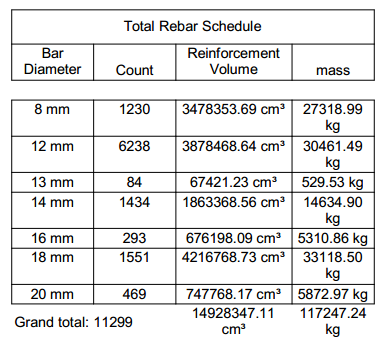 Total Rebar Schedule
Bar Diameter Count Reinforcement Volume mass
8 mm 1230 3478353.69 cm³ 27318.99 kg
12 mm 6238 3878468.64 cm³ 30461.49 kg
13 mm 84 67421.23 cm³ 529.53 kg
14 mm 1434 1863368.56 cm³ 14634.90 kg
16 mm 293 676198.09 cm³ 5310.86 kg
18 mm 1551 4216768.73 cm³ 33118.50 kg
20 mm 469 747768.17 cm³ 5872.97 kg
Grand total: 11299 14928347.11 cm³ 117247.24 kg